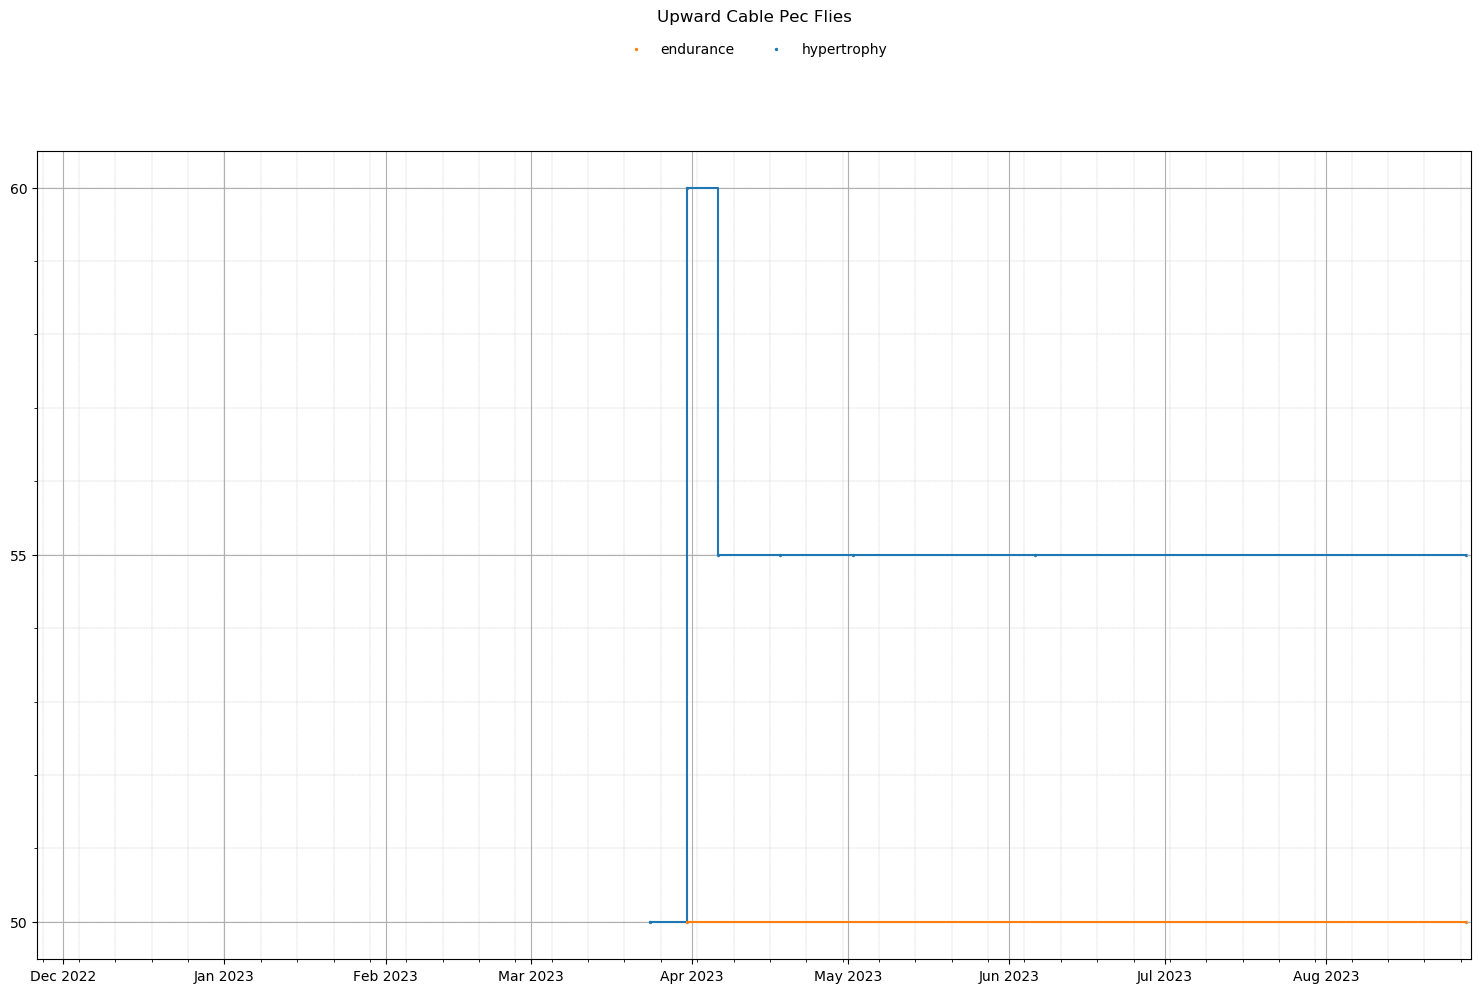 Upward Cable Pec Flies
endurance hypertrophy
60
55
50
Dec 2022 Jan 2023 Feb 2023 Mar 2023 Apr 2023 May 2023 Jun 2023 Jul 2023 Aug 2023